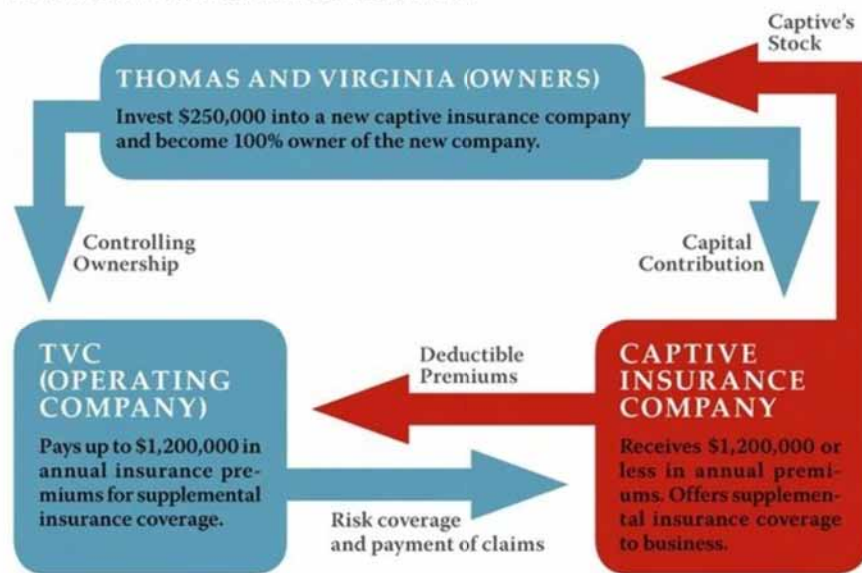 Captive's
Stock
THOMAS AND VIRGINIA (OWNERS)
Invest $250,000 into a new captive insurance company
and become 100% owner of the new company.
Controlling
Ownership
Capital
Contribution
TVC
(OPERATING
COMPANY)
Pays up to $1,200,000 in
annual insurance pre-
miums for supplemental
insurance coverage.
Deductible
Premiums
Risk coverage
and payment of claims
CAPTIVE
INSURANCE
COMPANY
Receives $1,200,000 or
less in annual premi-
ums. Offers supplemen-
tal insurance coverage
to business.